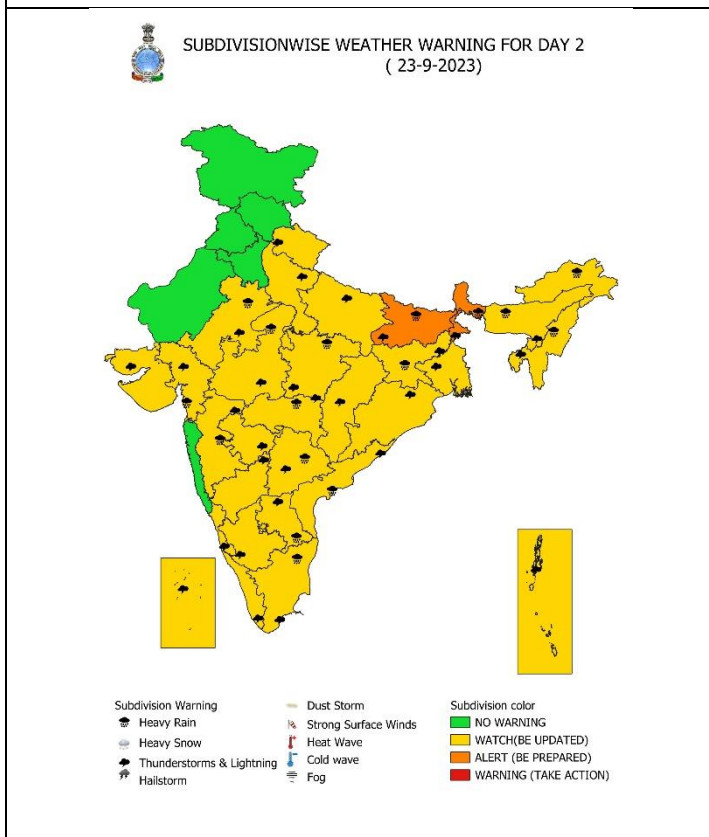 SUBDIVISIONWISE WEATHER WARNING FOR DAY 2
( 23-9-2023)
Subdivision Warning
Heavy Rain
Heavy Snow
Thunderstorms & Lightning
Hailstorm
Dust Storm
Strong Surface Winds
Heat Wave
Cold wave
Fog
Subdivision color
NO WARNING
WATCH(BE UPDATED)
ALERT (BE PREPARED)
WARNING (TAKE ACTION)